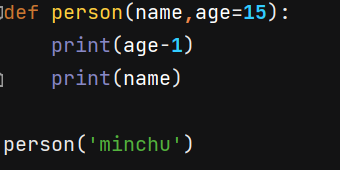 def person(name,age=15):
    print(age-1)
    print(name)
person('minchu')